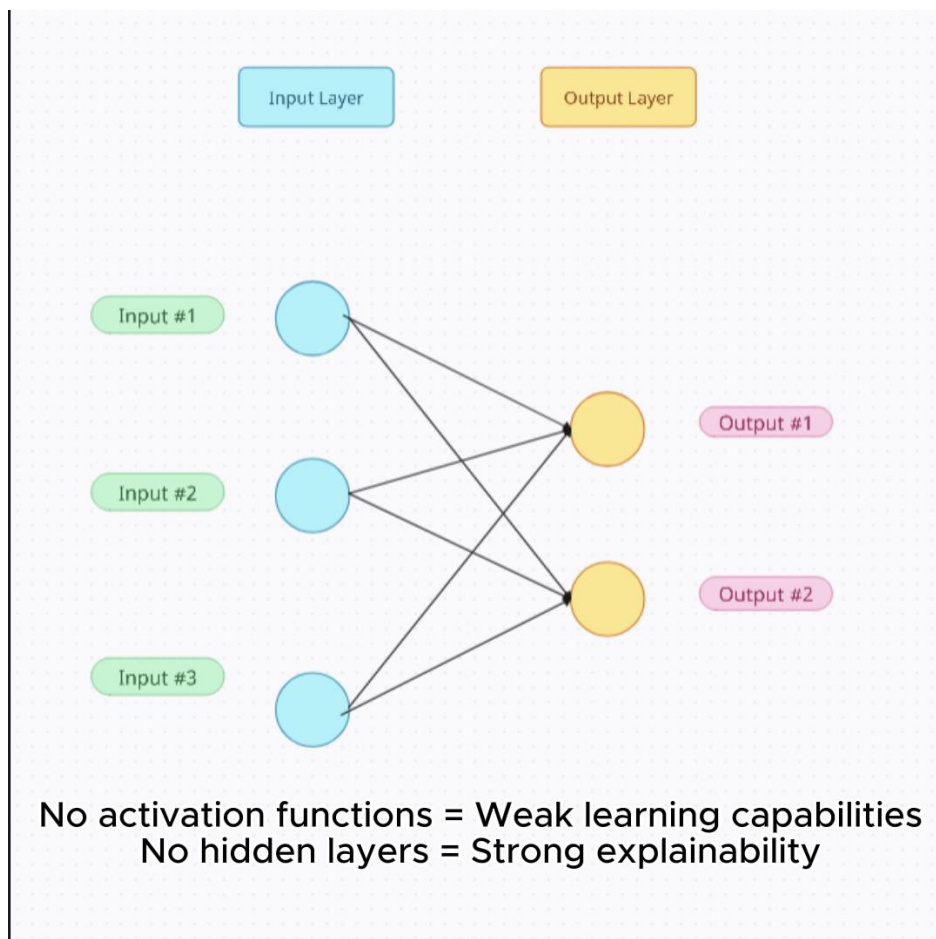 Input Layer
Output Layer
Input #1
Output #1
Input #2
Output #2
Input #3
No activation functions = Weak learning capabilities
No hidden layers = Strong explainability